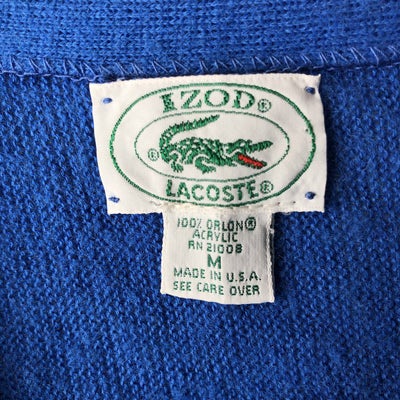 IZOD®
LACOSTE®
100% ORLON®
ACRYLIC
RN 21008
M
MADE IN U.S.A.
SEE CARE OVER